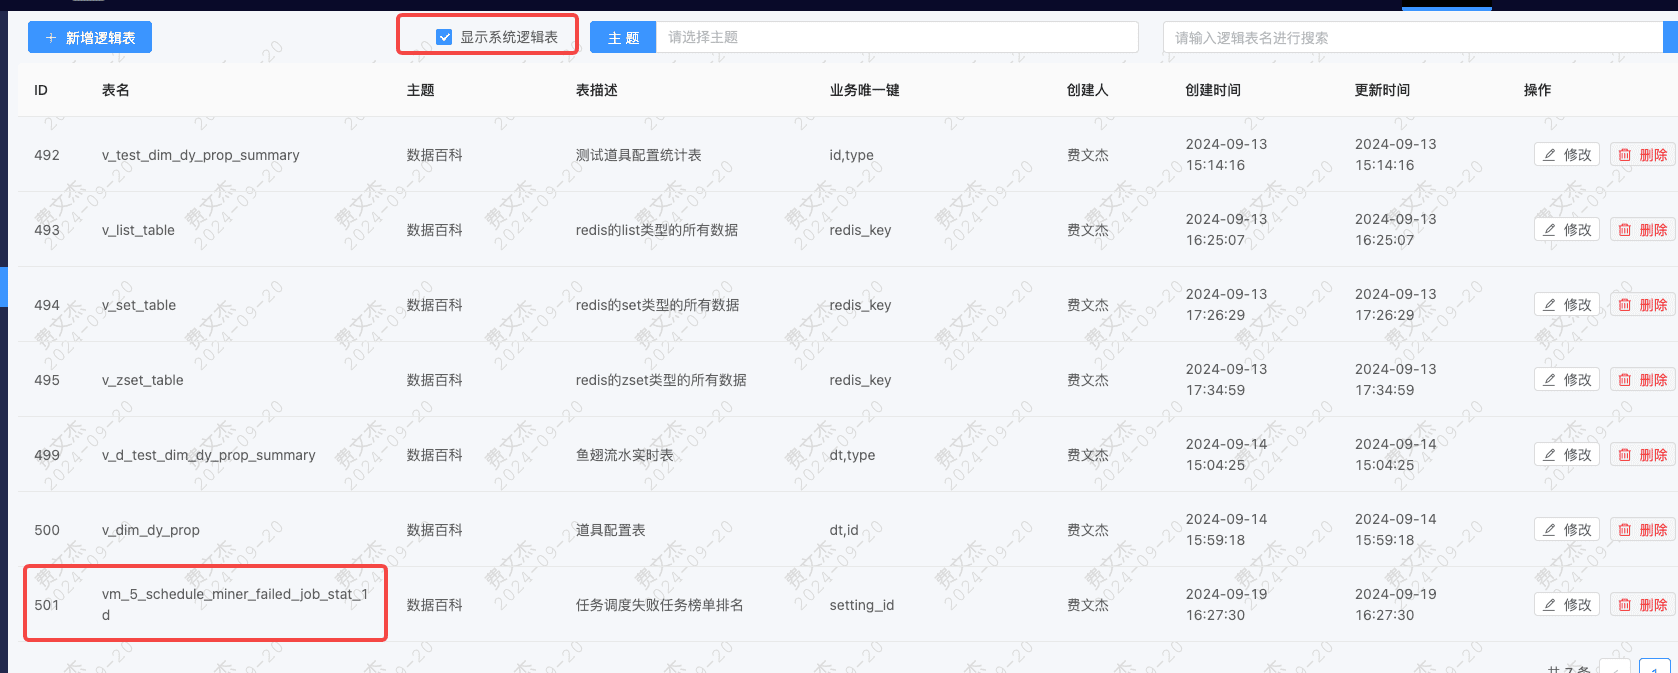 新增逻辑表 显示系统逻辑表 主 题 请选择主题 请输入逻辑表名进行搜索
ID 表名 主题 表描述 业务唯一键 创建人 创建时间 更新时间 操作
492 v_test_dim_dy_prop_summary 数据百科 测试道具配置统计表 id,type 费文杰 2024-09-13 15:14:16 2024-09-13 15:14:16 修改 删除
493 v_list_table 数据百科 redis的list类型的所有数据 redis_key 费文杰 2024-09-13 16:25:07 2024-09-13 16:25:07 修改 删除
494 v_set_table 数据百科 redis的set类型的所有数据 redis_key 费文杰 2024-09-13 17:26:29 2024-09-13 17:26:29 修改 删除
495 v_zset_table 数据百科 redis的zset类型的所有数据 redis_key 费文杰 2024-09-13 17:34:59 2024-09-13 17:34:59 修改 删除
499 v_d_test_dim_dy_prop_summary 数据百科 鱼翅流水实时表 dt,type 费文杰 2024-09-14 15:04:25 2024-09-14 15:04:25 修改 删除
500 v_dim_dy_prop 数据百科 道具配置表 dt,id 费文杰 2024-09-14 15:59:18 2024-09-14 15:59:18 修改 删除
501 vm_5_schedule_miner_failed_job_stat_1d 数据百科 任务调度失败任务榜单排名 setting_id 费文杰 2024-09-19 16:27:30 2024-09-19 16:27:30 修改 删除
共 7 条 1
费文杰 2024-09-20